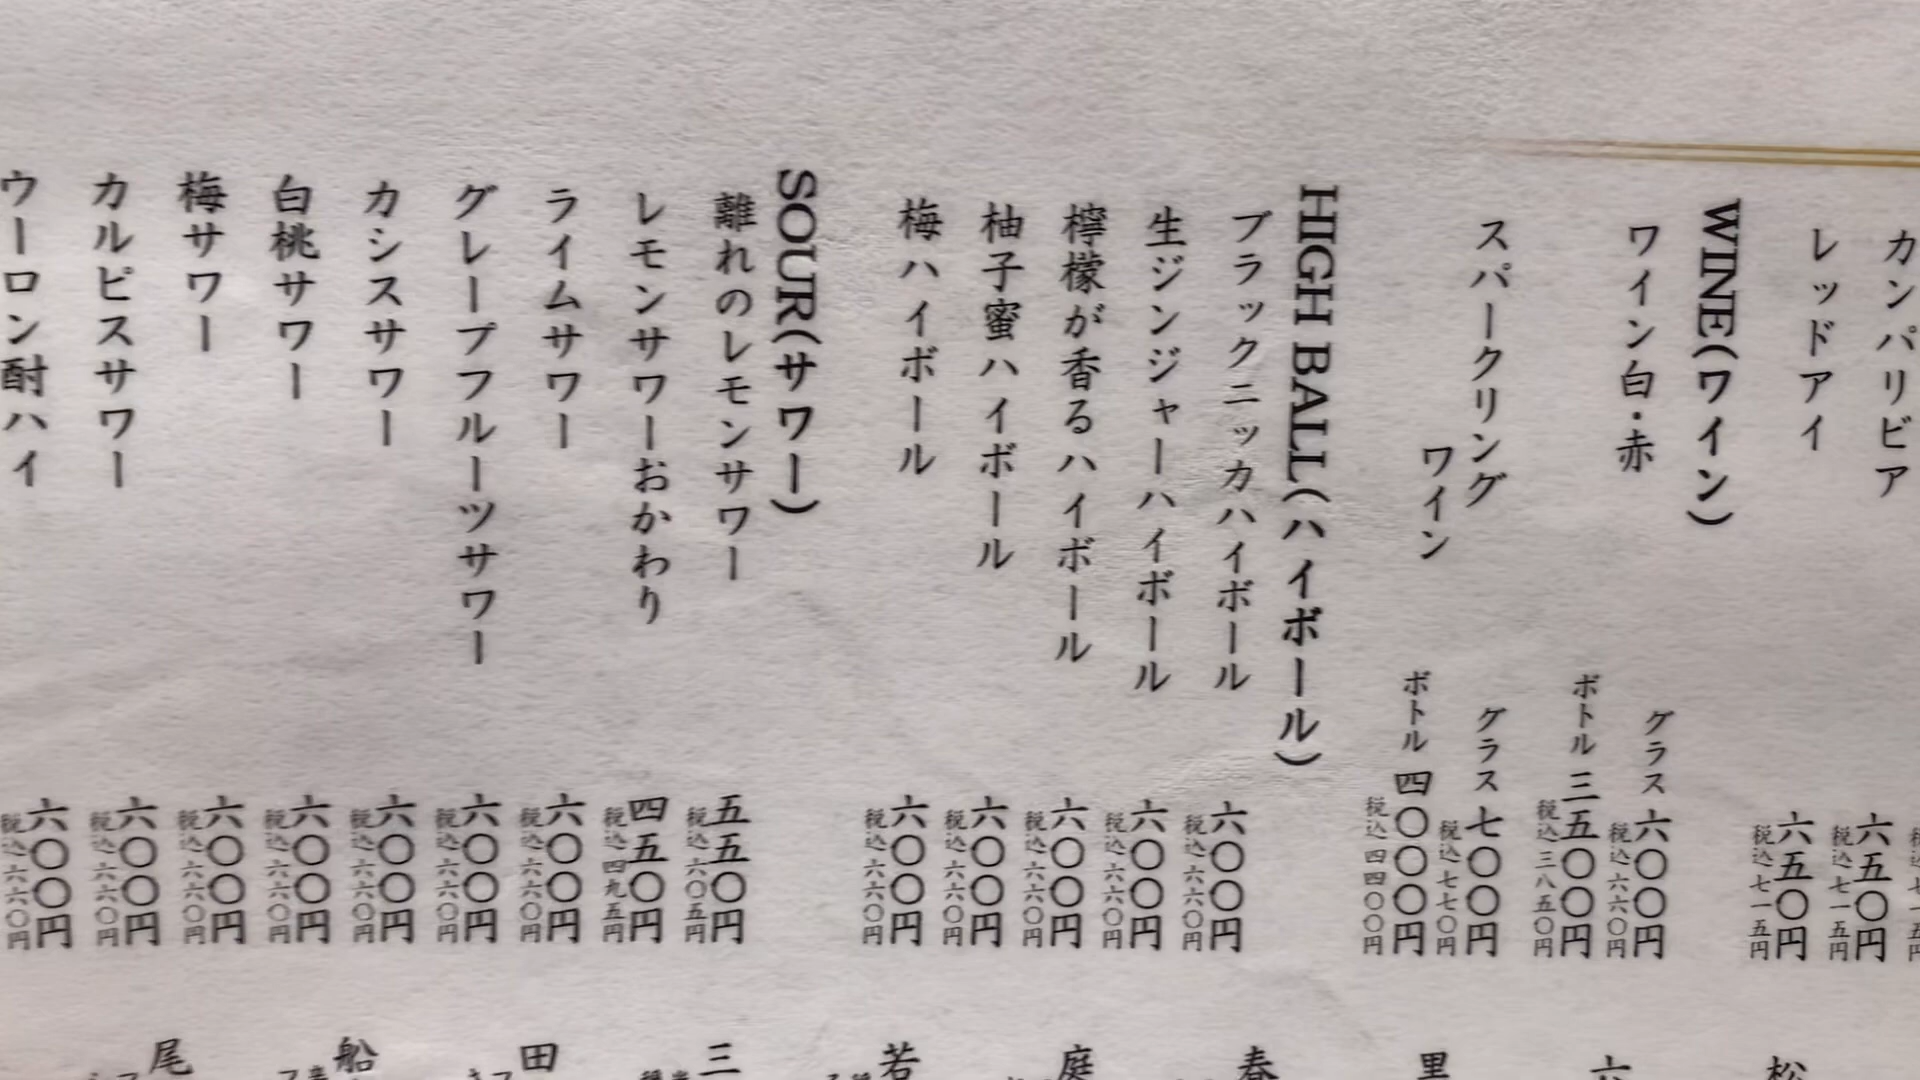 カンパリビア
六五〇円
税込七一五円
レッドアイ
六五〇円
税込七一五円
WINE(ワイン)
ワイン白・赤
グラス 六〇〇円
税込六六〇円
ボトル 三五〇〇円
税込三八五〇円
スパークリング
ワイン
グラス 七〇〇円
税込七七〇円
ボトル 四〇〇〇円
税込四四〇〇円
HIGH BALL(ハイボール)
ブラックニッカハイボール
六〇〇円
税込六六〇円
生ジンジャーハイボール
六〇〇円
税込六六〇円
檸檬が香るハイボール
六〇〇円
税込六六〇円
柚子蜜ハイボール
六〇〇円
税込六六〇円
梅ハイボール
六〇〇円
税込六六〇円
SOUR(サワー)
離れのレモンサワー
五五〇円
税込六〇五円
レモンサワーおかわり
四五〇円
税込四九五円
ライムサワー
六〇〇円
税込六六〇円
グレープフルーツサワー
六〇〇円
税込六六〇円
カシスサワー
六〇〇円
税込六六〇円
白桃サワー
六〇〇円
税込六六〇円
梅サワー
六〇〇円
税込六六〇円
カルピスサワー
六〇〇円
税込六六〇円
ウーロン酎ハイ
六〇〇円
税込六六〇円
松
六
里
春
庭
若
三
田
船
尾